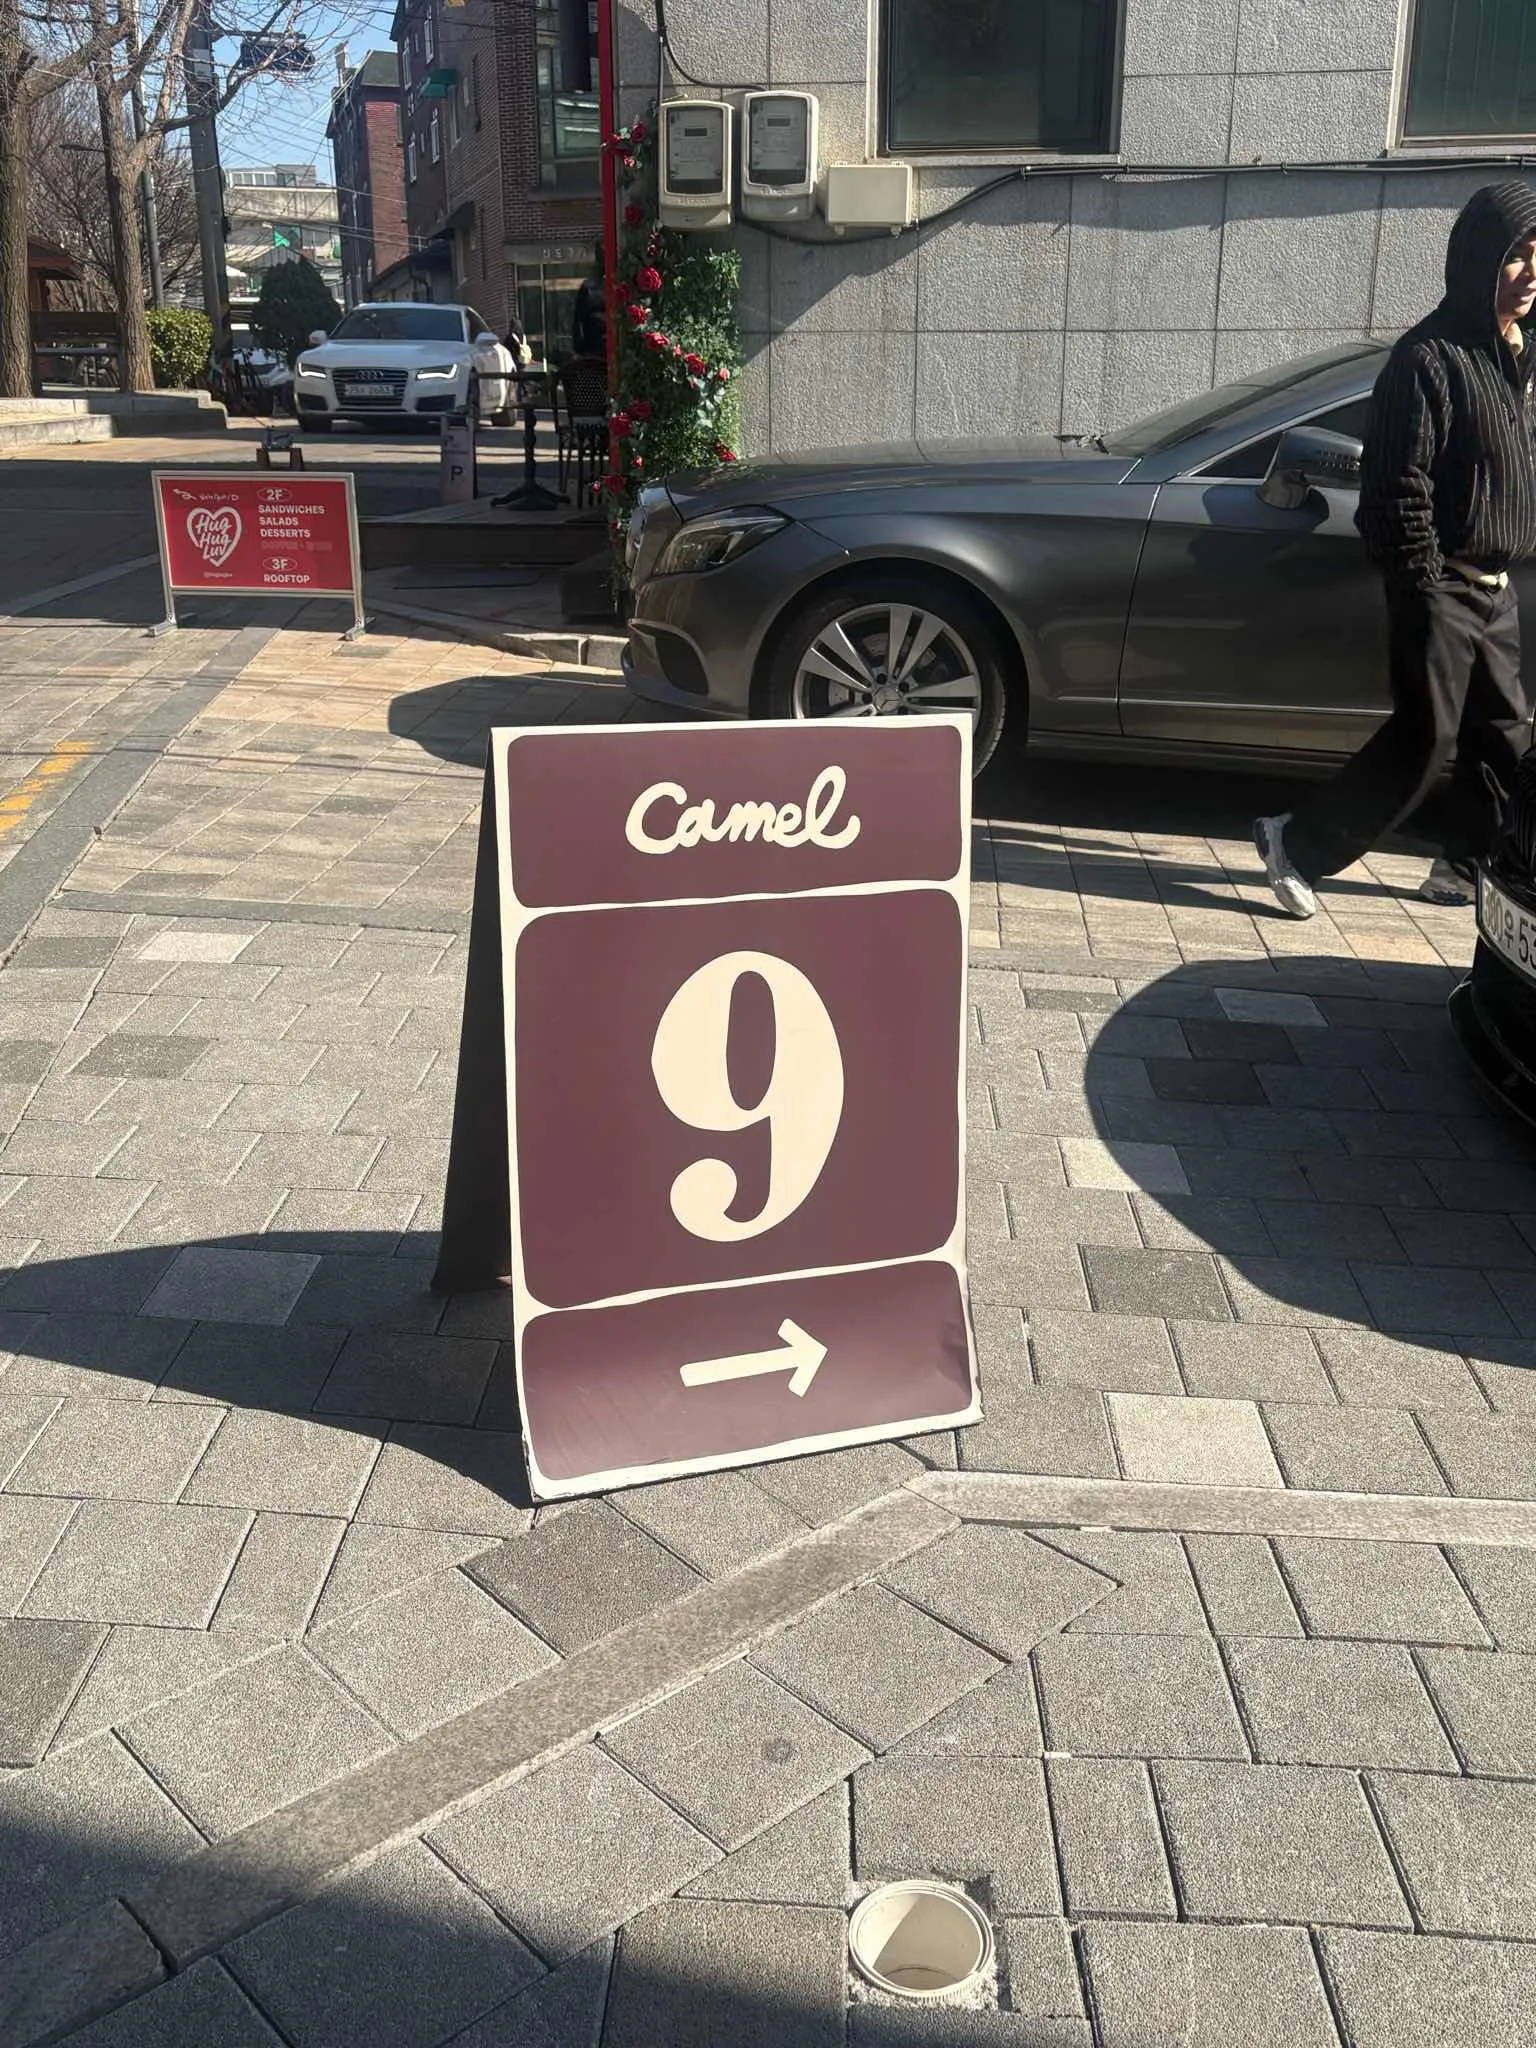 Hug
Hug
Luv
2F
SANDWICHES
SALADS
DESSERTS
3F
ROOFTOP
P
Camel
9
→